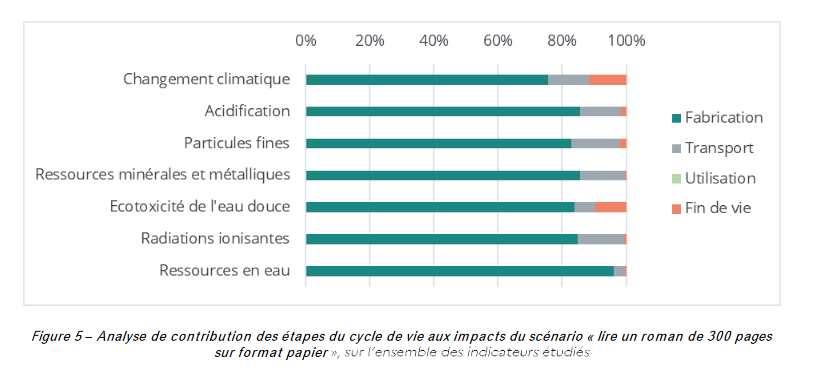 0% 20% 40% 60% 80% 100%
Changement climatique
Acidification
Particules fines
Ressources minérales et métalliques
Ecotoxicité de l'eau douce
Radiations ionisantes
Ressources en eau
Fabrication
Transport
Utilisation
Fin de vie
Figure 5 – Analyse de contribution des étapes du cycle de vie aux impacts du scénario « lire un roman de 300 pages
sur format papier », sur l'ensemble des indicateurs étudiés